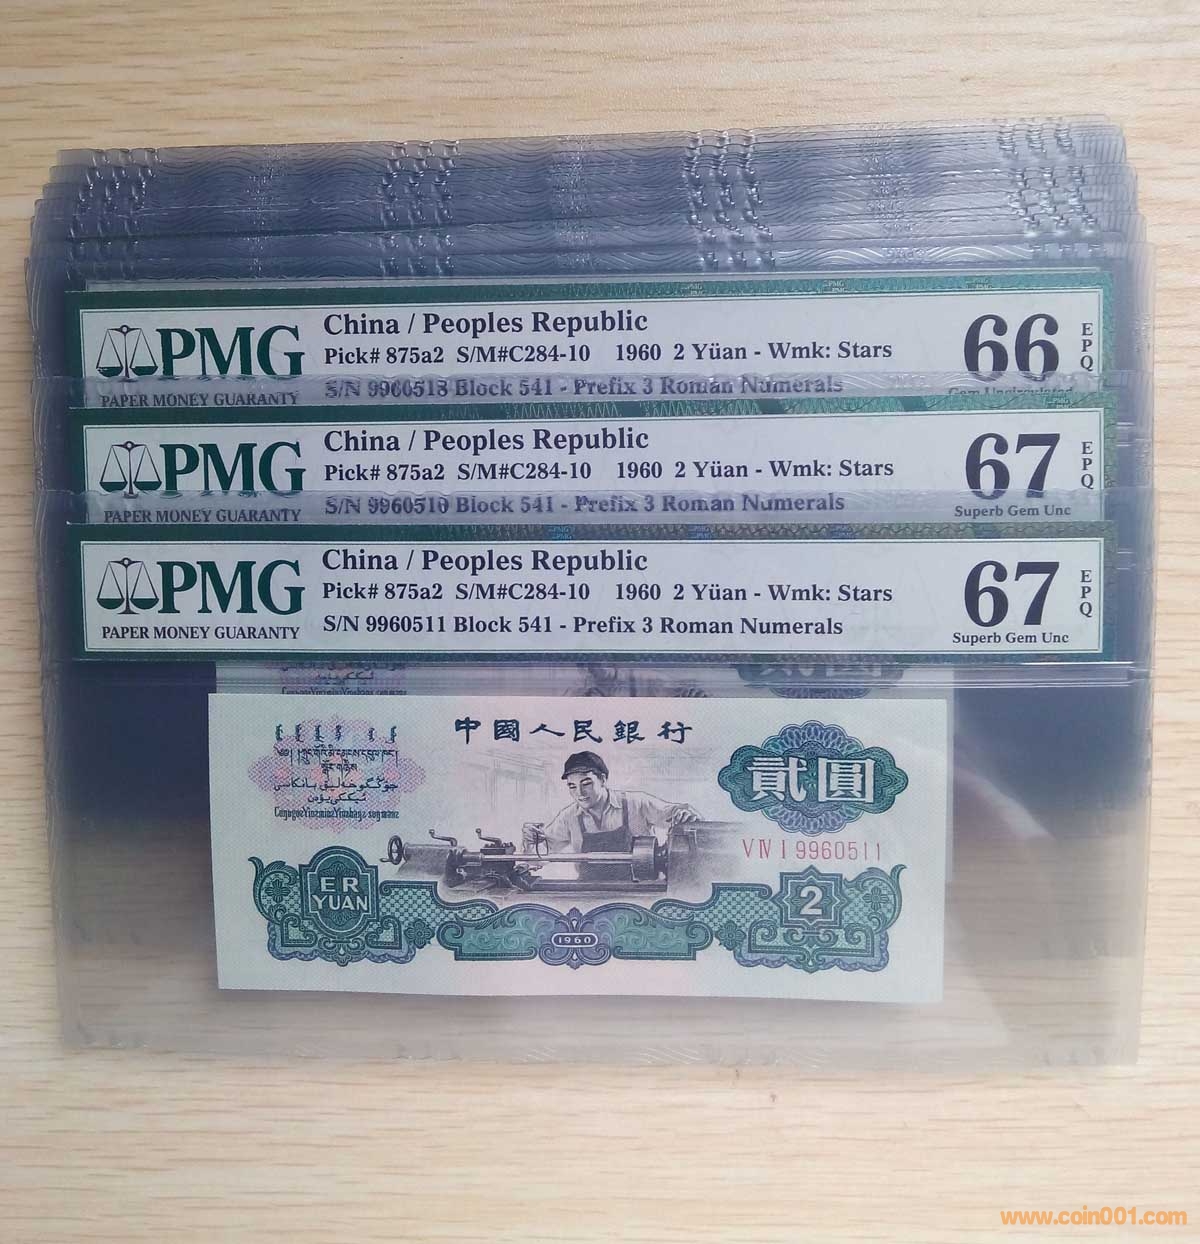 PMG
PAPER MONEY GUARANTY
China / Peoples Republic
Pick# 875a2 S/M#C284-10 1960 2 Yüan - Wmk: Stars
S/N 9960518 Block 541 - Prefix 3 Roman Numerals
66
EPQ
Gem Uncirculated
PMG
PAPER MONEY GUARANTY
China / Peoples Republic
Pick# 875a2 S/M#C284-10 1960 2 Yüan - Wmk: Stars
S/N 9960510 Block 541 - Prefix 3 Roman Numerals
67
EPQ
Superb Gem Unc
PMG
PAPER MONEY GUARANTY
China / Peoples Republic
Pick# 875a2 S/M#C284-10 1960 2 Yüan - Wmk: Stars
S/N 9960511 Block 541 - Prefix 3 Roman Numerals
67
EPQ
Superb Gem Unc
中國人民銀行
貳圓
V IV I 9960511
ER
YUAN
2
1960
www.coin001.com